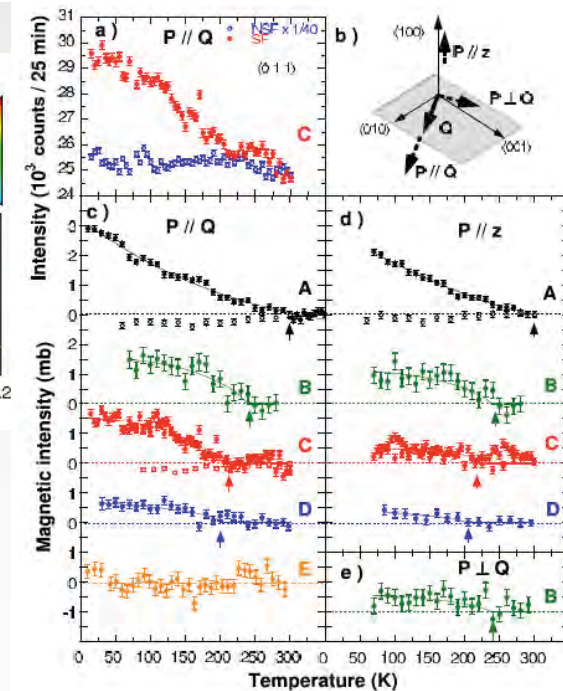 a )
P // Q
NSF x 1/40
SF
(0 1 1)
C
30
29
28
27
26
25
24
b )
(100)
P // z
P ⊥ Q
(010)
Q
(001)
P // Q
Intensity (10³ counts / 25 min)
c )
P // Q
3
2
1
0
A
2
1
0
B
1
0
C
1
0
D
1
0
-1
E
d )
P // z
A
B
C
D
e )
P ⊥ Q
B
Magnetic intensity (mb)
0 50 100 150 200 250 300 0 50 100 150 200 250 300 350
Temperature (K)
.2